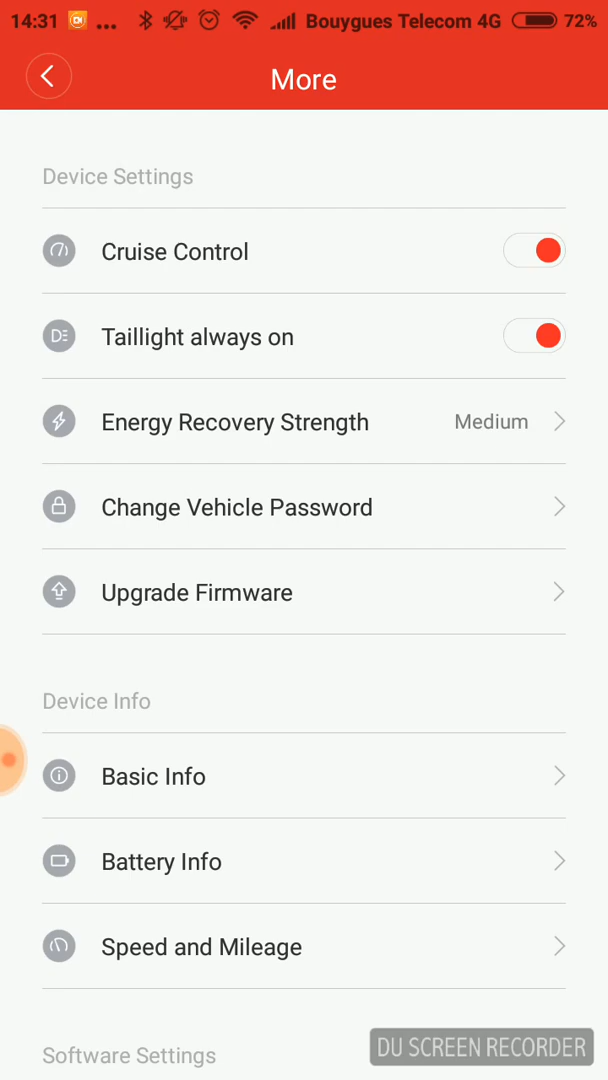 14:31 ... Bouygues Telecom 4G 72%
More
Device Settings
Cruise Control
Taillight always on
Energy Recovery Strength Medium
Change Vehicle Password
Upgrade Firmware
Device Info
Basic Info
Battery Info
Speed and Mileage
Software Settings
DU SCREEN RECORDER